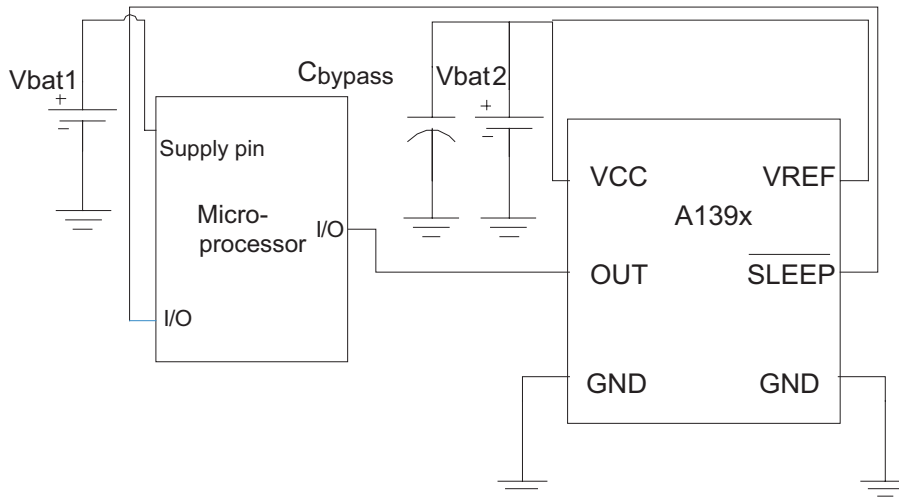 Vbat1
+
-
Cbypass
Vbat2
+
-
Supply pin
Micro-
processor
I/O
I/O
VCC
VREF
A139x
OUT
SLEEP
GND
GND